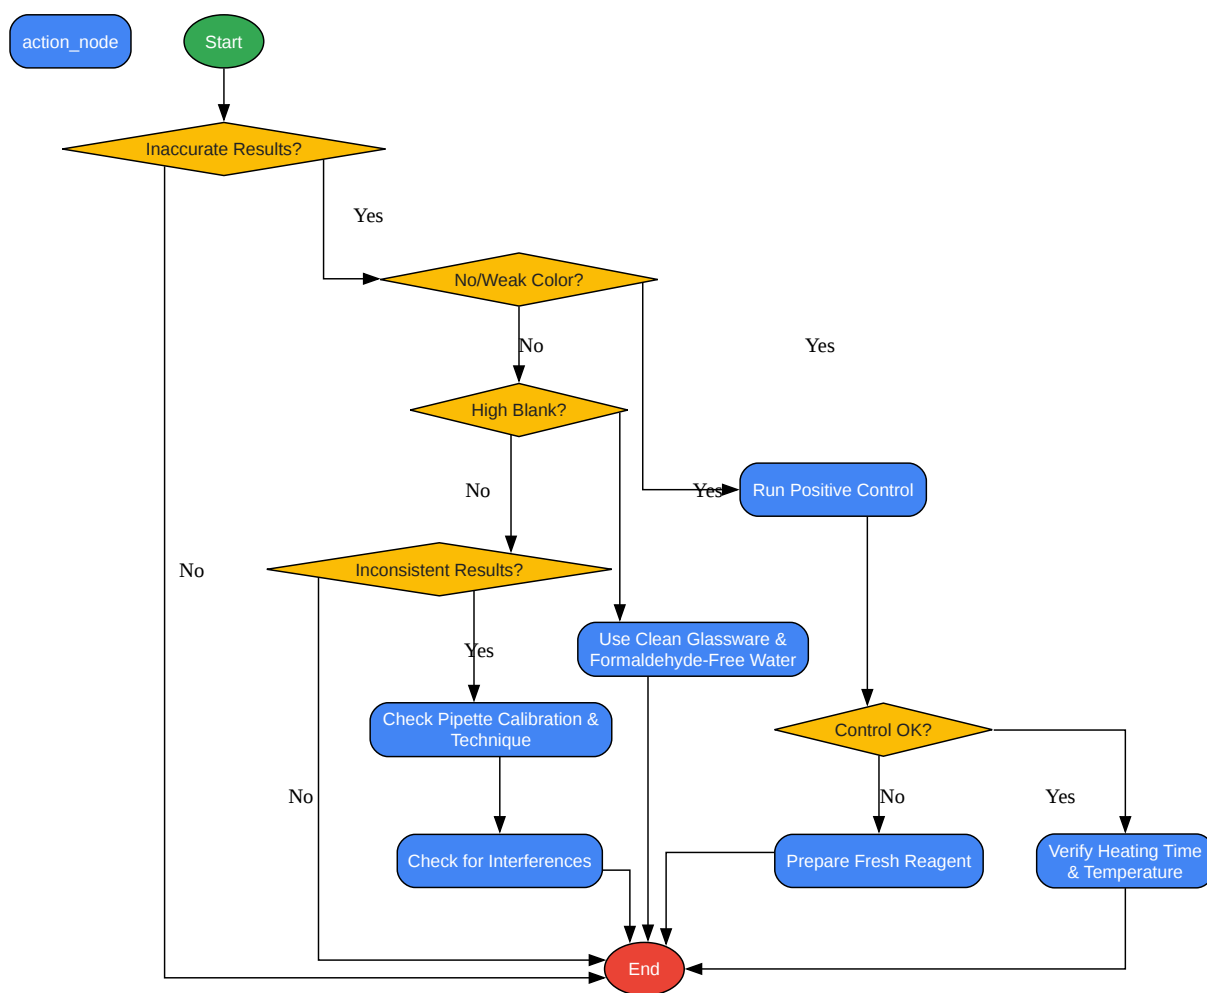 action_node
Start
Inaccurate Results?
Yes
No/Weak Color?
No
Yes
High Blank?
No
Yes
Run Positive Control
No
Inconsistent Results?
Use Clean Glassware &
Formaldehyde-Free Water
Yes
Check Pipette Calibration &
Technique
Control OK?
No
No
Yes
Check for Interferences
Prepare Fresh Reagent
Verify Heating Time
& Temperature
End